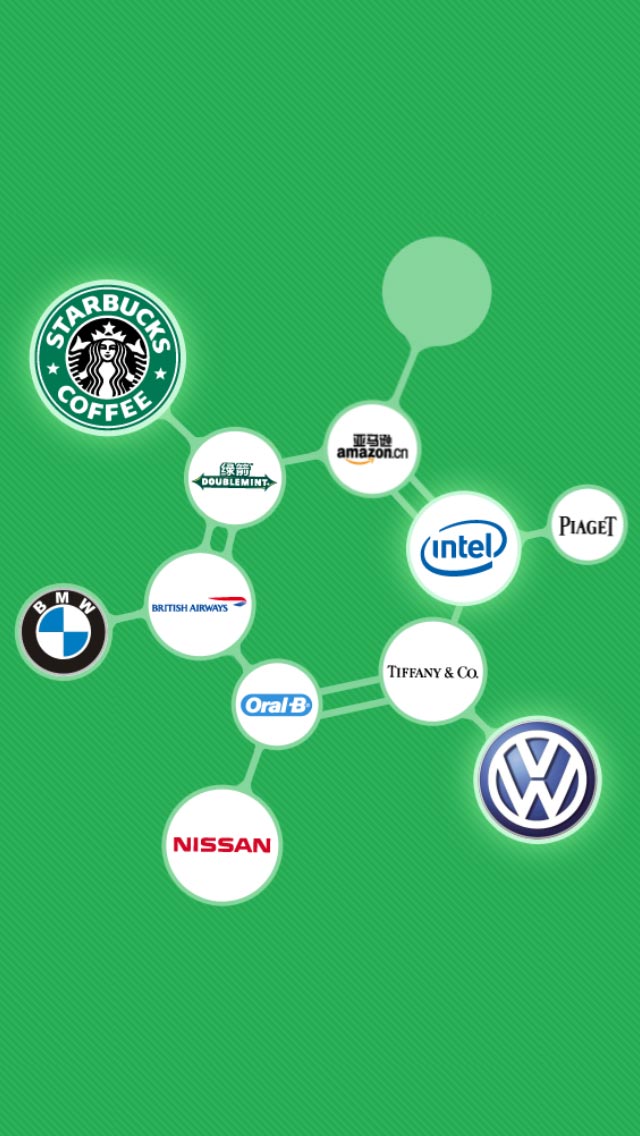 STARBUCKS
COFFEE
亚马逊
amazon.cn
绿箭
DOUBLEMINT
intel
PIAGET
BRITISH AIRWAYS
BMW
TIFFANY & CO.
Oral-B
NISSAN